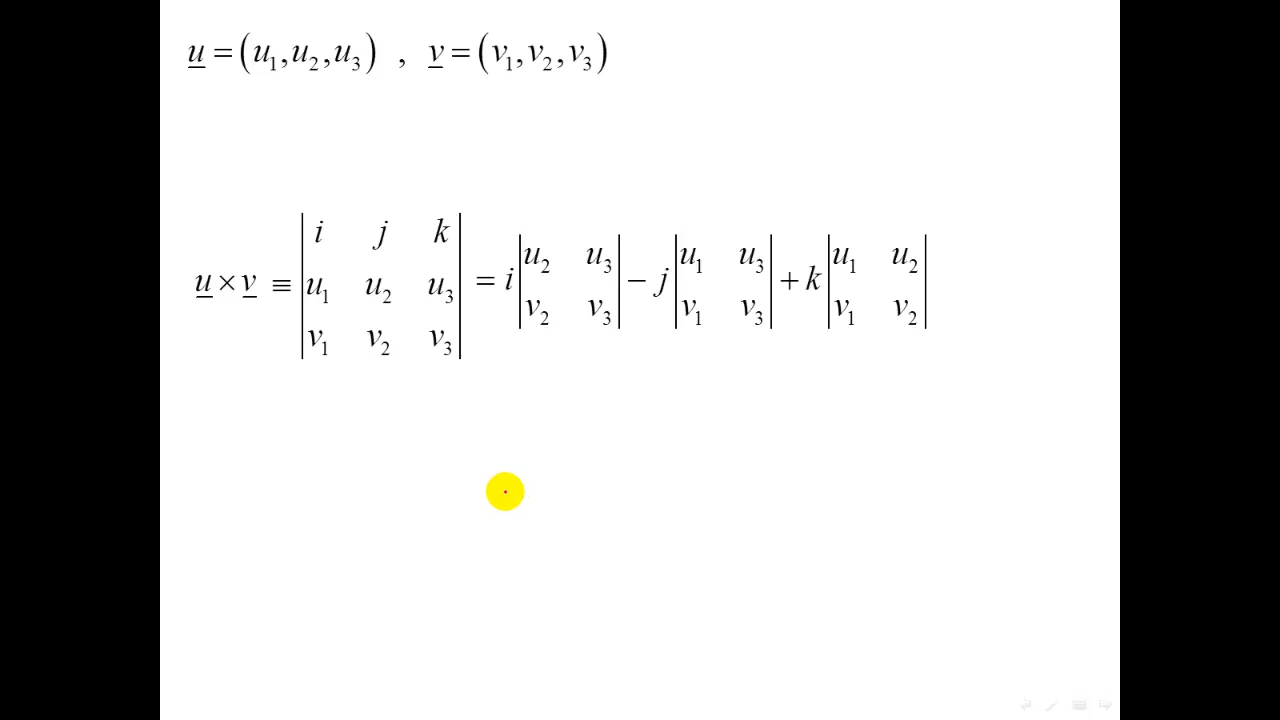 u = (u₁,u₂,u₃) , v = (v₁,v₂,v₃)
u × v ≡ |i j k; u₁ u₂ u₃; v₁ v₂ v₃| = i |u₂ u₃; v₂ v₃| − j |u₁ u₃; v₁ v₃| + k |u₁ u₂; v₁ v₂|